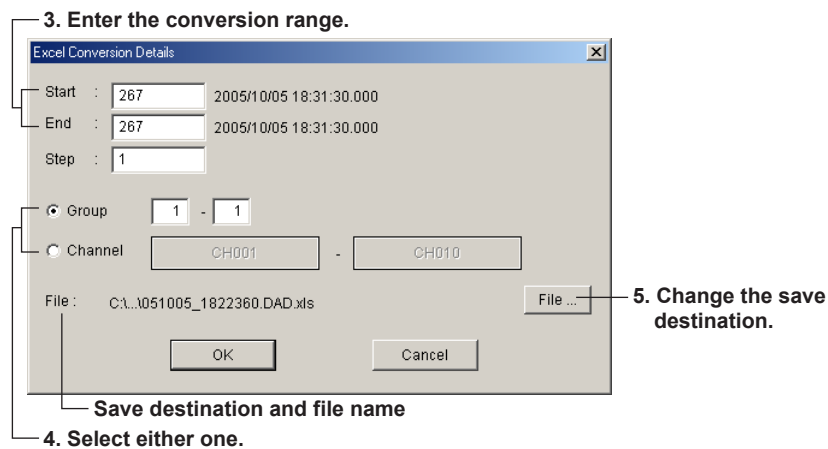 3. Enter the conversion range.
Excel Conversion Details
Start : 267 2005/10/05 18:31:30.000
End : 267 2005/10/05 18:31:30.000
Step : 1
Group 1 - 1
Channel CH001 - CH010
File : C:\...\051005_1822360.DAD.xls File ...
5. Change the save
destination.
OK Cancel
Save destination and file name
4. Select either one.